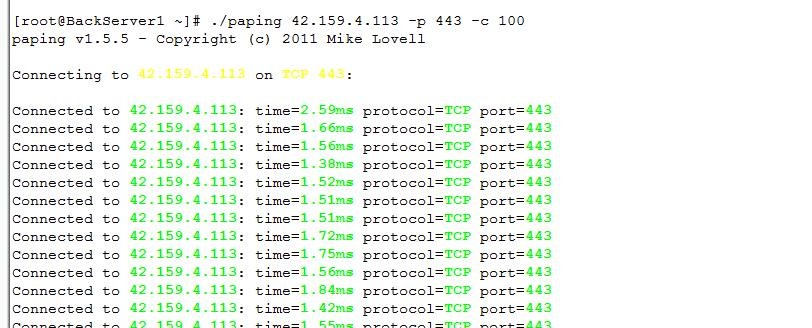 [root@BackServer1 ~]# ./paping 42.159.4.113 -p 443 -c 100
paping v1.5.5 - Copyright (c) 2011 Mike Lovell
Connecting to 42.159.4.113 on TCP 443:
Connected to 42.159.4.113: time=2.59ms protocol=TCP port=443
Connected to 42.159.4.113: time=1.66ms protocol=TCP port=443
Connected to 42.159.4.113: time=1.56ms protocol=TCP port=443
Connected to 42.159.4.113: time=1.38ms protocol=TCP port=443
Connected to 42.159.4.113: time=1.52ms protocol=TCP port=443
Connected to 42.159.4.113: time=1.51ms protocol=TCP port=443
Connected to 42.159.4.113: time=1.51ms protocol=TCP port=443
Connected to 42.159.4.113: time=1.72ms protocol=TCP port=443
Connected to 42.159.4.113: time=1.75ms protocol=TCP port=443
Connected to 42.159.4.113: time=1.56ms protocol=TCP port=443
Connected to 42.159.4.113: time=1.84ms protocol=TCP port=443
Connected to 42.159.4.113: time=1.42ms protocol=TCP port=443
Connected to 42.159.4.113: time=1.55ms protocol=TCP port=443